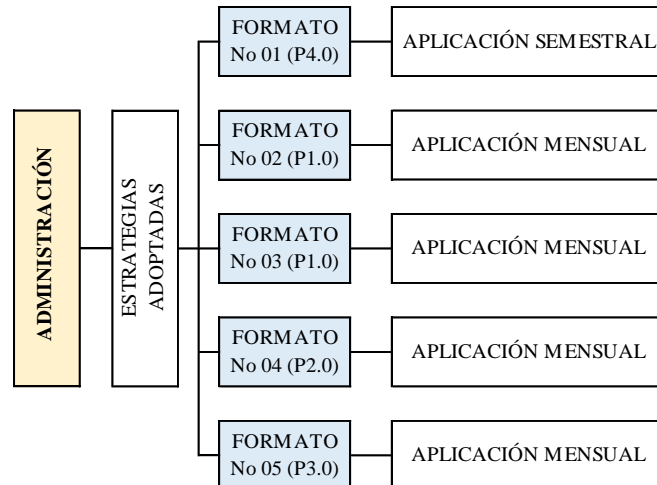 ADMINISTRACIÓN
ESTRATEGIAS
ADOPTADAS
FORMATO
No 01 (P4.0)
APLICACIÓN SEMESTRAL
FORMATO
No 02 (P1.0)
APLICACIÓN MENSUAL
FORMATO
No 03 (P1.0)
APLICACIÓN MENSUAL
FORMATO
No 04 (P2.0)
APLICACIÓN MENSUAL
FORMATO
No 05 (P3.0)
APLICACIÓN MENSUAL